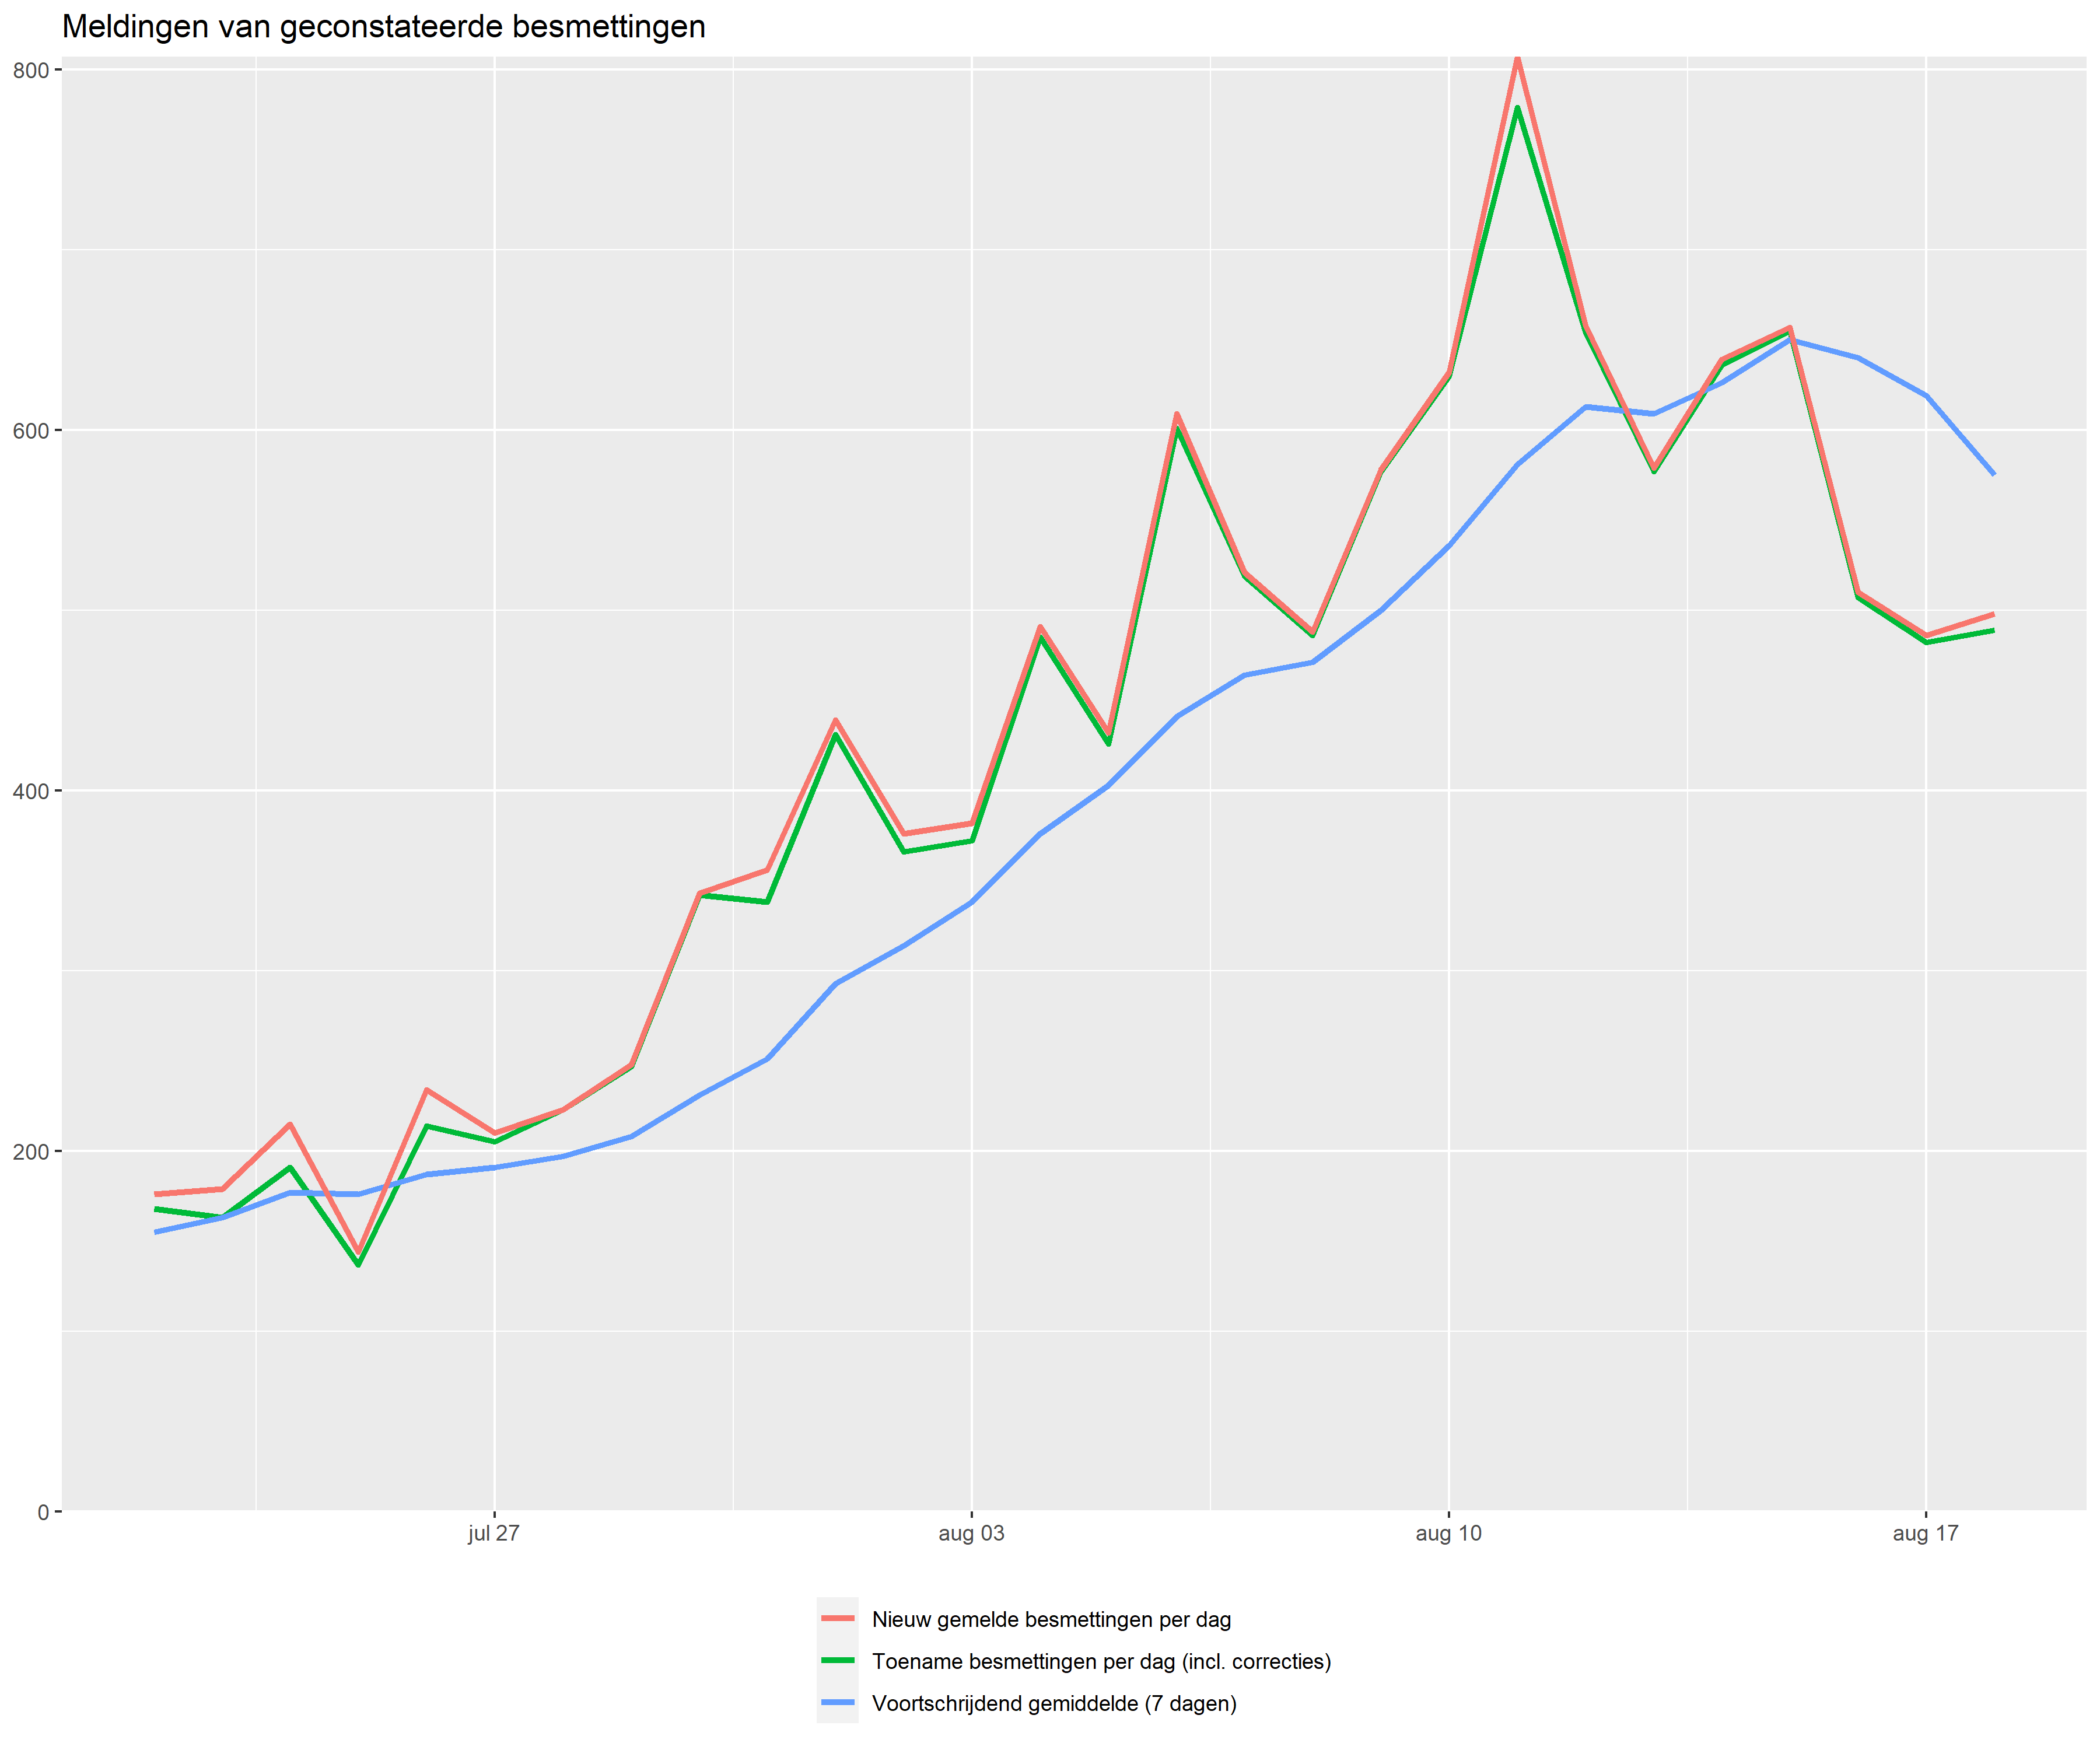 Meldingen van geconstateerde besmettingen
800
600
400
200
0
jul 27 aug 03 aug 10 aug 17
Nieuw gemelde besmettingen per dag
Toename besmettingen per dag (incl. correcties)
Voortschrijdend gemiddelde (7 dagen)